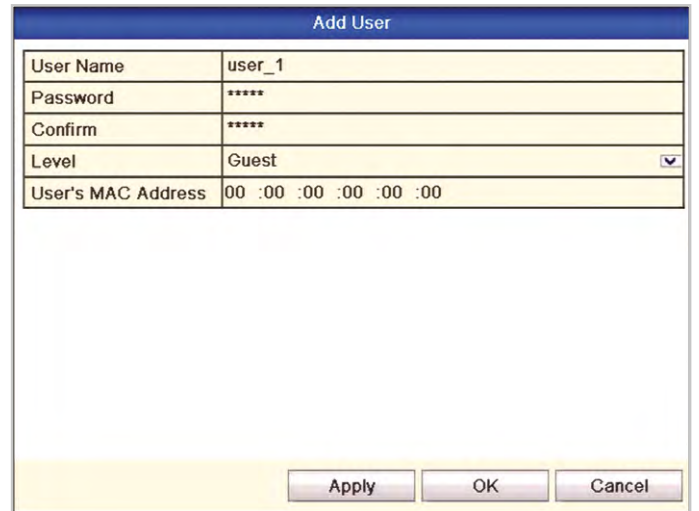 Add User
User Name user_1
Password *****
Confirm *****
Level Guest
User's MAC Address 00 :00 :00 :00 :00 :00
Apply OK Cancel